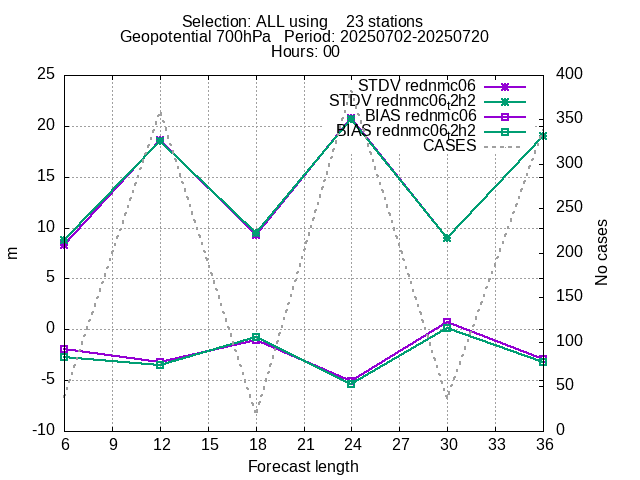 Selection: ALL using 23 stations
Geopotential 700hPa Period: 20250702-20250720
Hours: 00
STDV rednmc06
STDV rednmc06,2h2
BIAS rednmc06
BIAS rednmc06,2h2
CASES
25
20
15
10
5
0
-5
-10
m
400
350
300
250
200
150
100
50
0
No cases
6 9 12 15 18 21 24 27 30 33 36
Forecast length